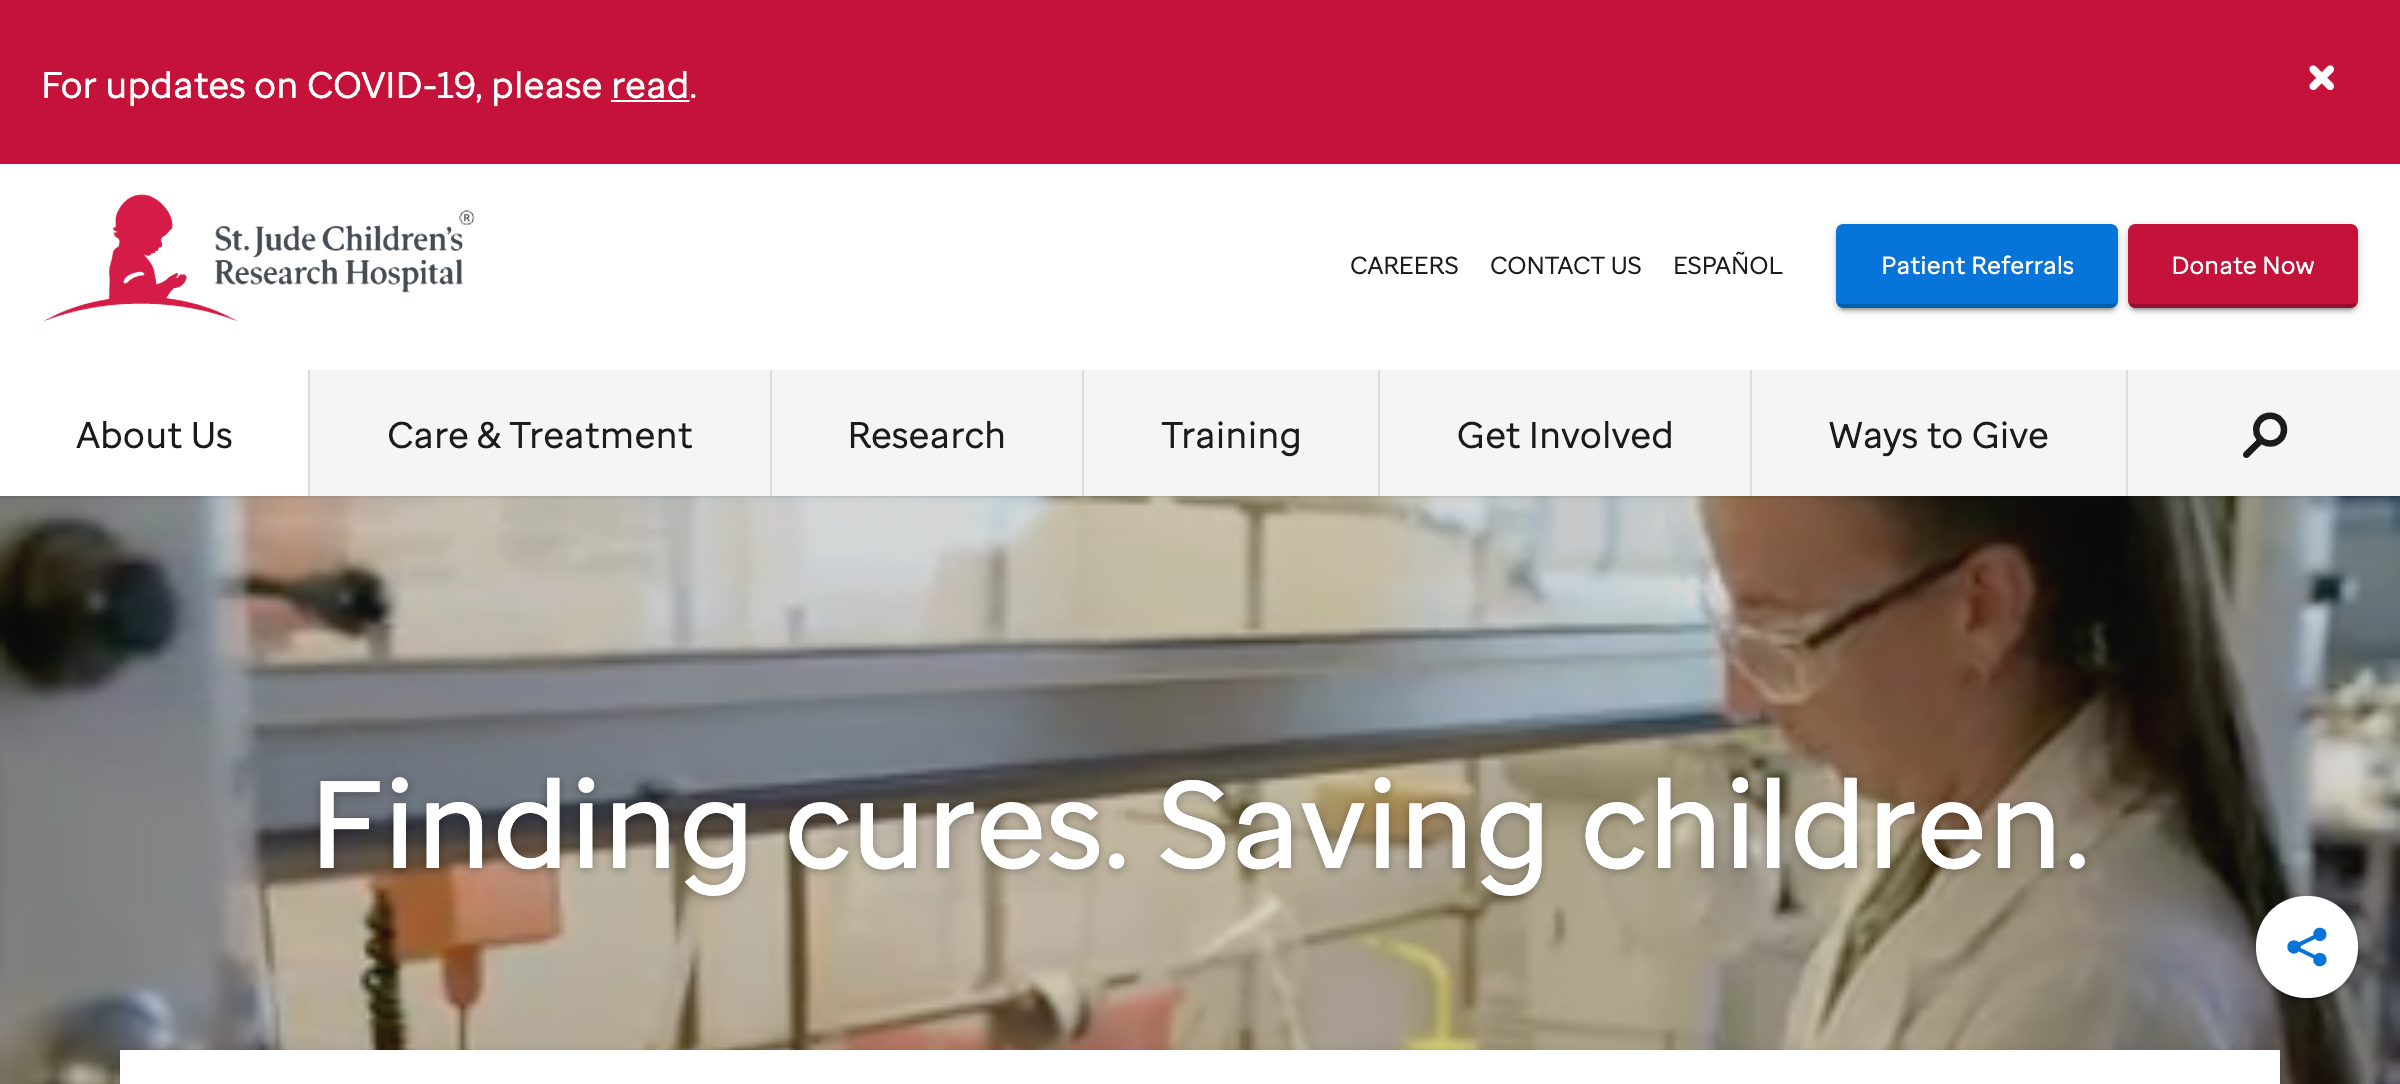 For updates on COVID-19, please read.
St. Jude Children's®
Research Hospital
CAREERS CONTACT US ESPAÑOL Patient Referrals Donate Now
About Us Care & Treatment Research Training Get Involved Ways to Give
Finding cures. Saving children.